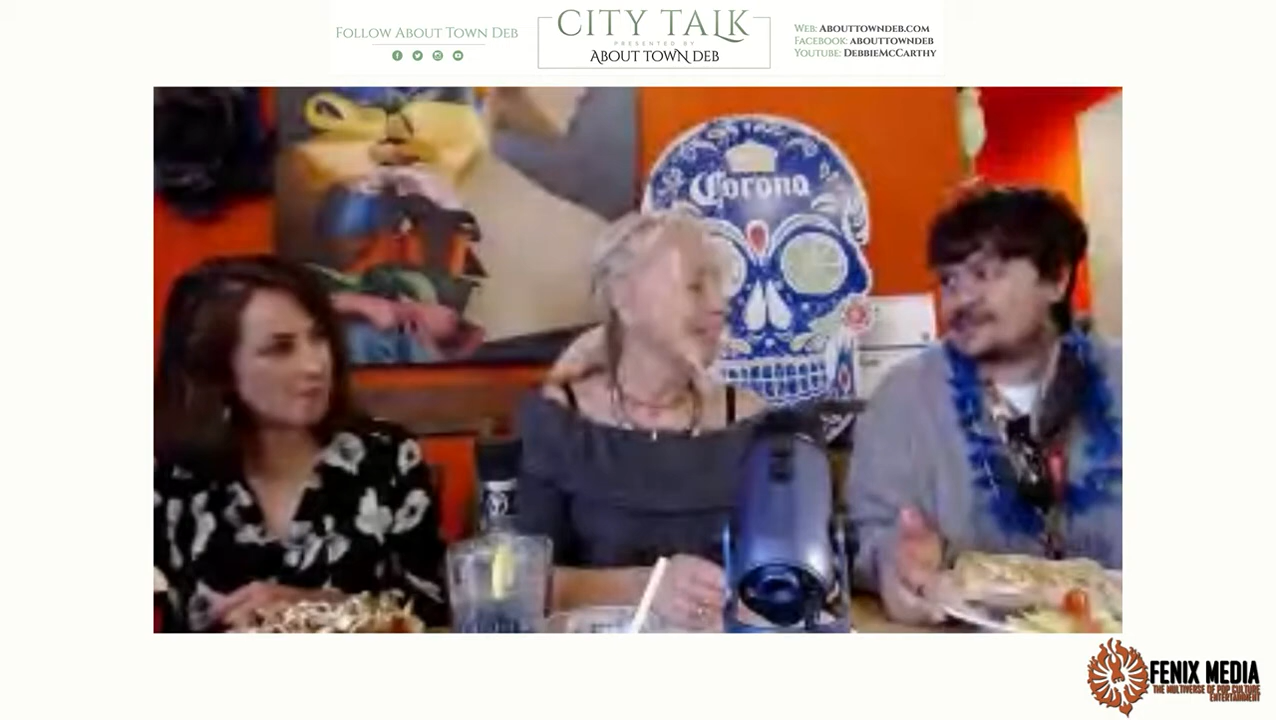 FOLLOW ABOUT TOWN DEB
CITY TALK
PRESENTED BY
ABOUT TOWN DEB
WEB: ABOUTTOWNDEB.COM
FACEBOOK: ABOUTTOWNDEB
YOUTUBE: DEBBIEMCCARTHY
Corona
FENIX MEDIA
THE MULTIVERSE OF POP CULTURE
ENTERTAINMENT